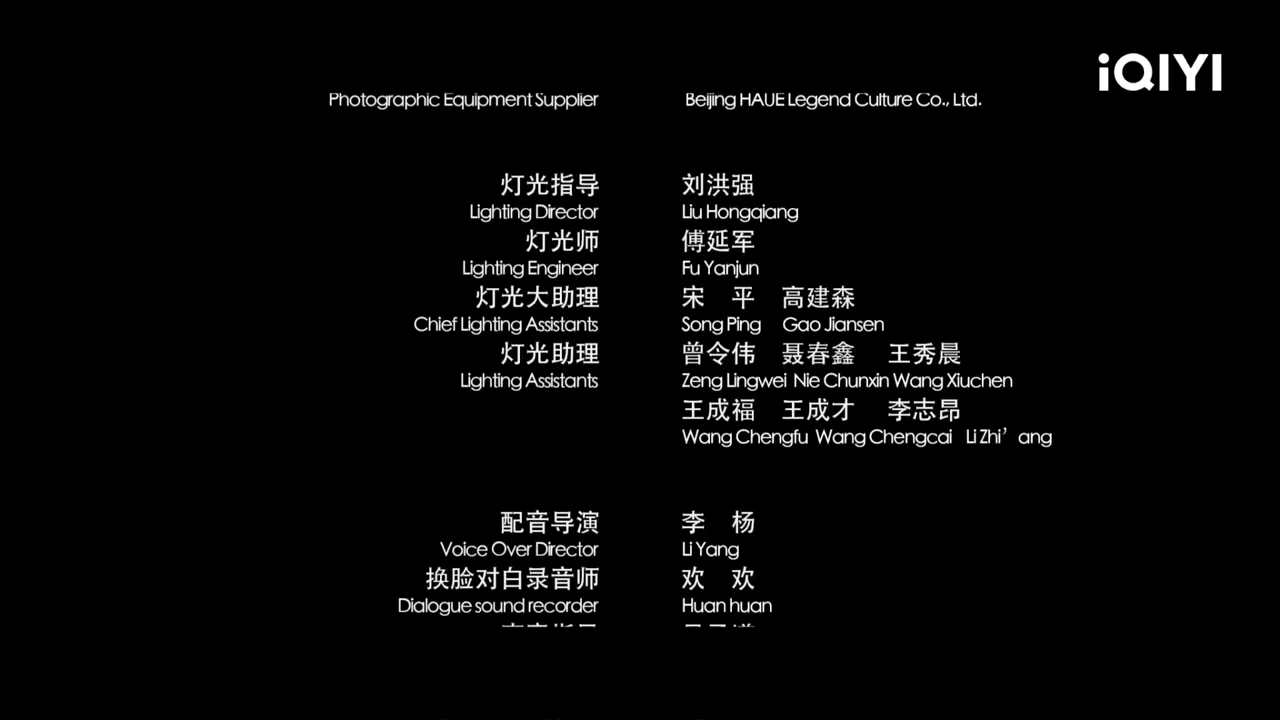 iQIYI
Photographic Equipment Supplier Beijing HAUE Legend Culture Co., Ltd.
灯光指导 刘洪强
Lighting Director Liu Hongqiang
灯光师 傅延军
Lighting Engineer Fu Yanjun
灯光大助理 宋 平 高建森
Chief Lighting Assistants Song Ping Gao Jiansen
灯光助理 曾令伟 聂春鑫 王秀晨
Lighting Assistants Zeng Lingwei Nie Chunxin Wang Xiuchen
王成福 王成才 李志昂
Wang Chengfu Wang Chengcai Li Zhi’ang
配音导演 李 杨
Voice Over Director Li Yang
换脸对白录音师 欢 欢
Dialogue sound recorder Huan huan